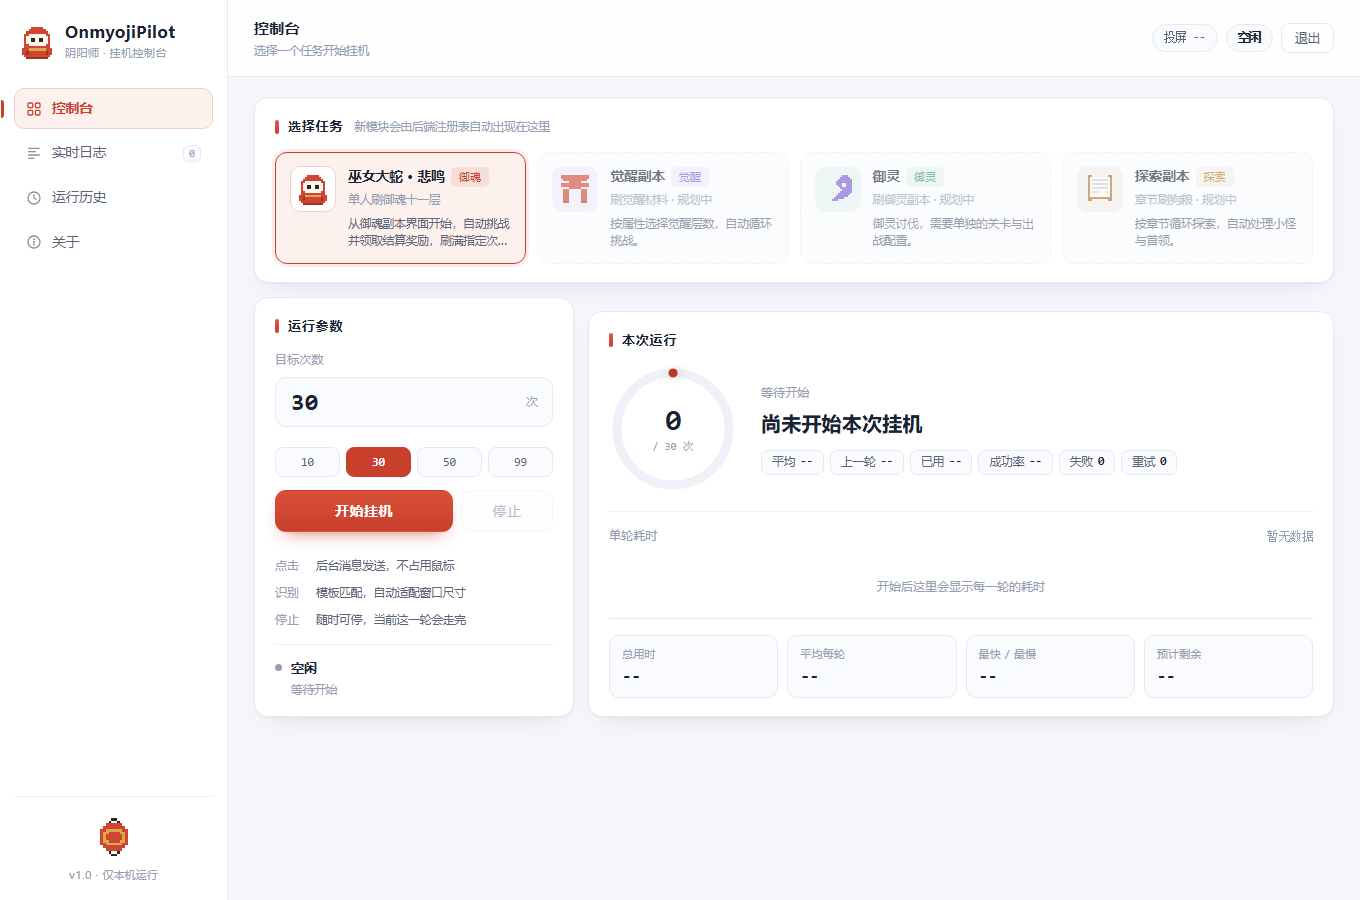 OnmyojiPilot
阴阳师 · 挂机控制台
控制台
实时日志 0
运行历史
关于
v1.0 · 仅本机运行
控制台
选择一个任务开始挂机
投屏 --
空闲
退出
选择任务 新模块会由后端注册表自动出现在这里
巫女大蛇 • 悲鸣 御魂
单人刷御魂十一层
从御魂副本界面开始，自动挑战
并领取结算奖励，刷满指定次...
觉醒副本 觉醒
刷觉醒材料 · 规划中
按属性选择觉醒层数，自动循环
挑战。
御灵 御灵
刷御灵副本 · 规划中
御灵讨伐，需要单独的关卡与出
战配置。
探索副本 探索
章节刷狗粮 · 规划中
按章节循环探索，自动处理小怪
与首领。
运行参数
目标次数
30 次
10 30 50 99
开始挂机 停止
点击 后台消息发送，不占用鼠标
识别 模板匹配，自动适配窗口尺寸
停止 随时可停，当前这一轮会走完
空闲
等待开始
本次运行
0
/ 30 次
等待开始
尚未开始本次挂机
平均 -- 上一轮 -- 已用 -- 成功率 -- 失败 0 重试 0
单轮耗时 暂无数据
开始后这里会显示每一轮的耗时
总用时
--
平均每轮
--
最快 / 最慢
--
预计剩余
--